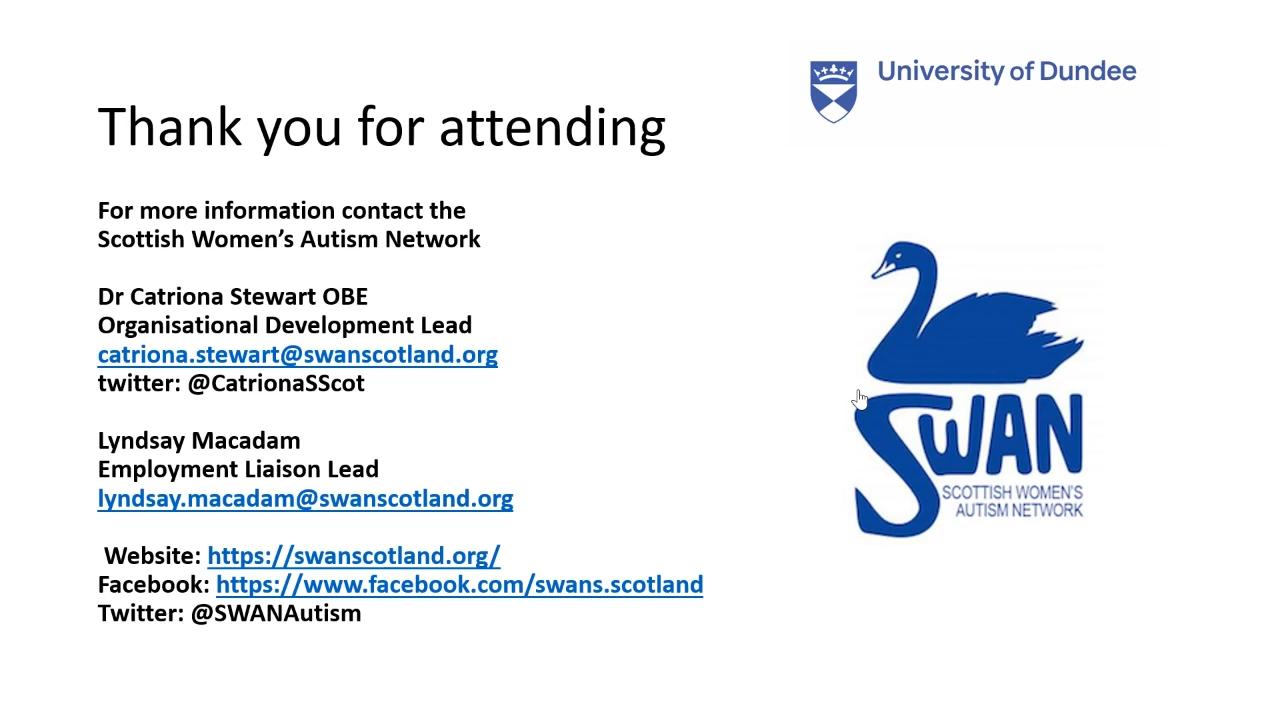 University of Dundee
Thank you for attending
For more information contact the
Scottish Women’s Autism Network
Dr Catriona Stewart OBE
Organisational Development Lead
catriona.stewart@swanscotland.org
twitter: @CatrionaSScot
Lyndsay Macadam
Employment Liaison Lead
lyndsay.macadam@swanscotland.org
Website: https://swanscotland.org/
Facebook: https://www.facebook.com/swans.scotland
Twitter: @SWANAutism
SWAN
SCOTTISH WOMEN'S
AUTISM NETWORK